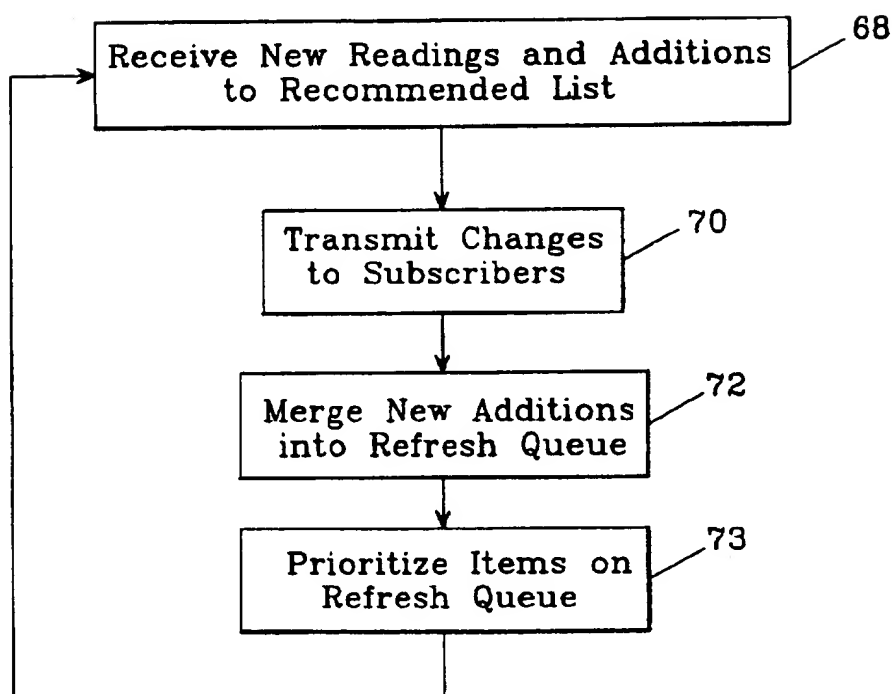 Receive New Readings and Additions
to Recommended List
68
Transmit Changes
to Subscribers
70
Merge New Additions
into Refresh Queue
72
Prioritize Items on
Refresh Queue
73